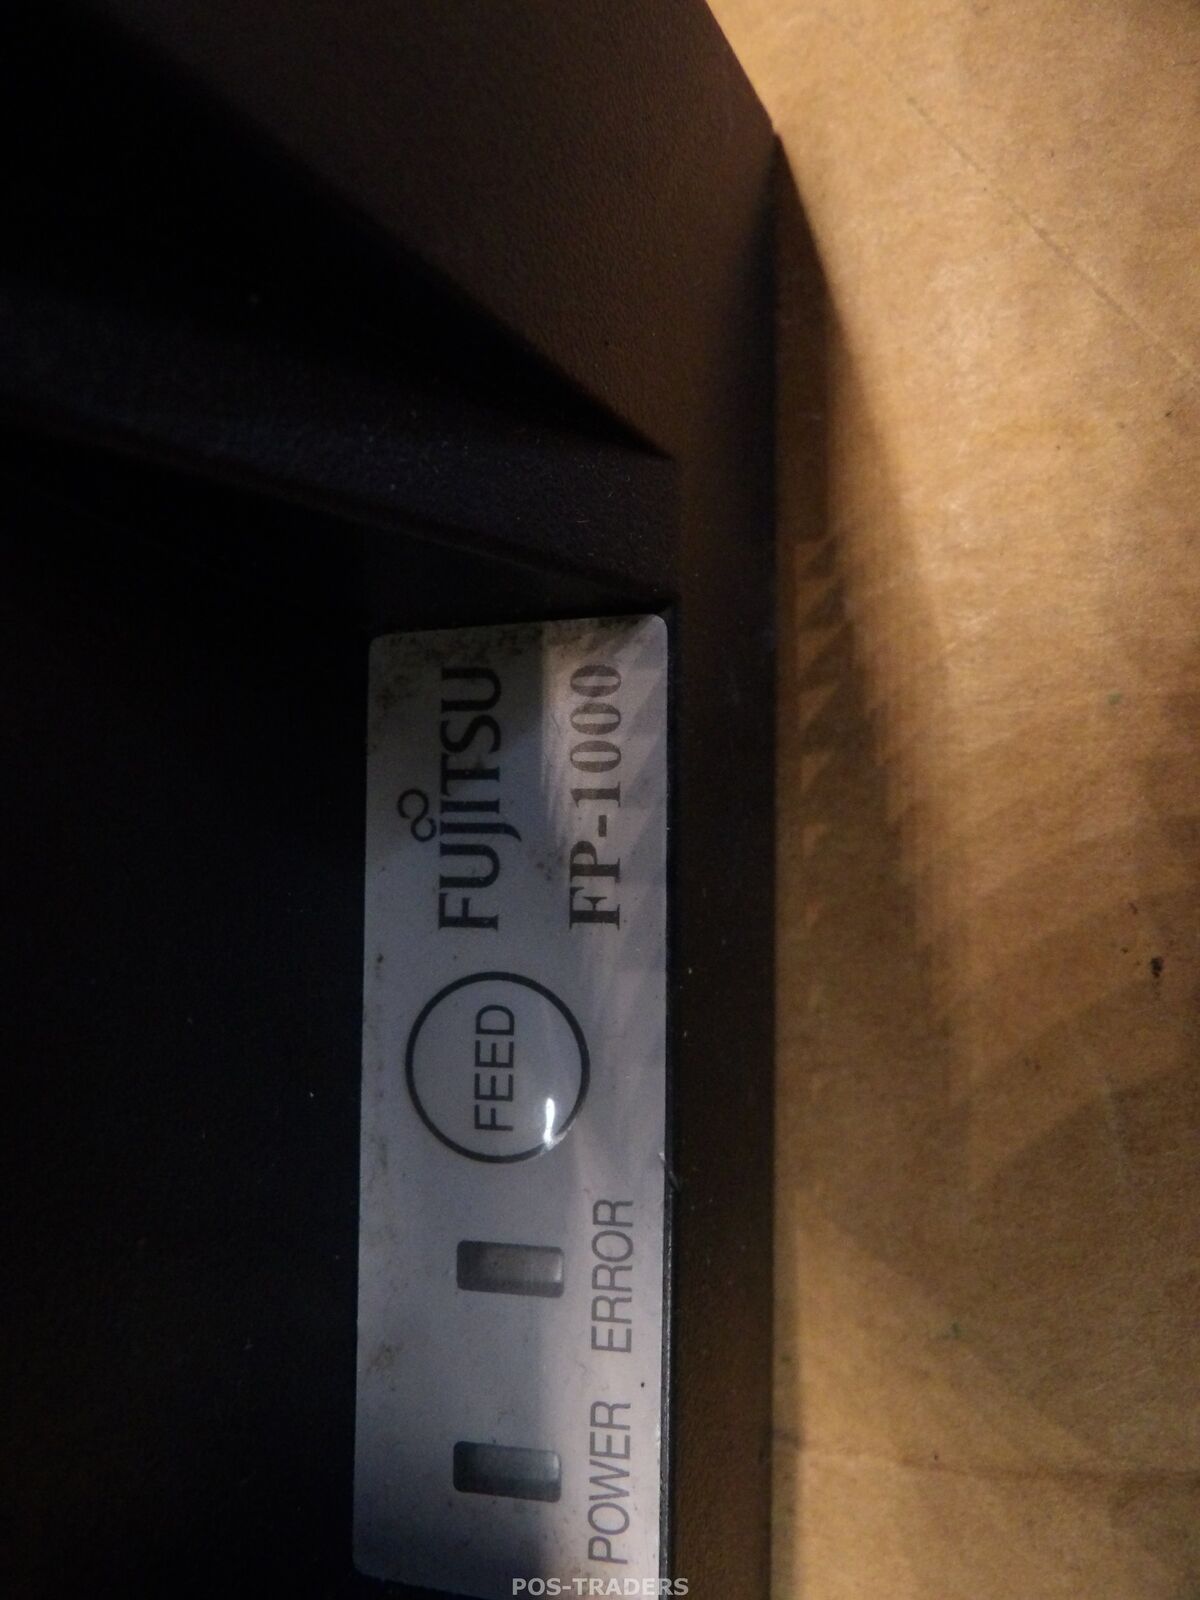 FUJITSU
FP-1000
FEED
POWER ERROR
POS-TRADERS